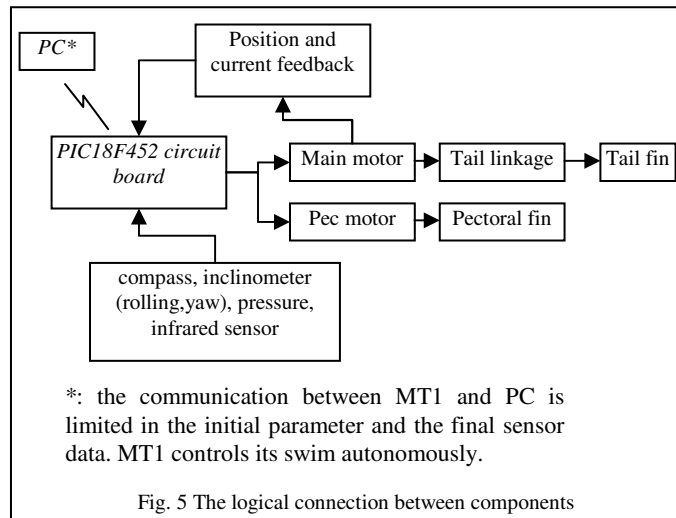 PC*
Position and
current feedback
PIC18F452 circuit
board
Main motor
Tail linkage
Tail fin
Pec motor
Pectoral fin
compass, inclinometer
(rolling,yaw), pressure,
infrared sensor
*: the communication between MT1 and PC is
limited in the initial parameter and the final sensor
data. MT1 controls its swim autonomously.
Fig. 5 The logical connection between components